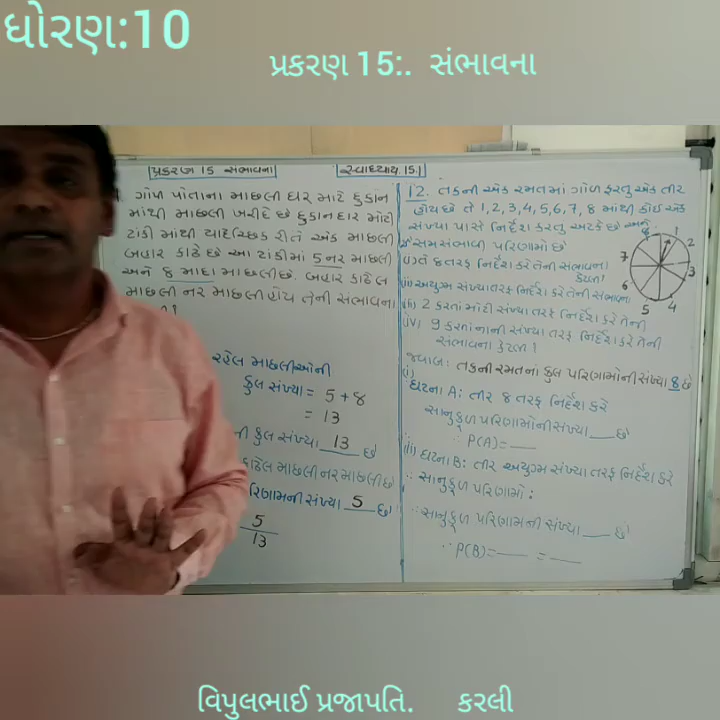 ધોરણ:10
પ્રકરણ 15:. સંભાવના
પ્રકરણ 15 સંભાવના
સ્વાધ્યાય 15.1
ગોપી પોતાના માછલી ઘર માટે દુકાન
માંથી માછલી ખરીદે છે દુકાનદાર મોટી
ટાંકી માંથી યાદચ્છિક રીતે એક માછલી
બહાર કાઢે છે આ ટાંકીમાં 5 નર માછલી
અને 8 માદા માછલી છે. બહાર કાઢેલ
માછલી નર માછલી હોય તેની સંભાવના
રહેલ માછલીઓની
કુલ સંખ્યા = 5 + 8
= 13
ની કુલ સંખ્યા 13 છે
કાઢેલ માછલી નર માછલી છે
પરિણામની સંખ્યા 5 છે
5
13
12. તકની એક રમતમાં ગોળ ફરતુ એક તીર
હોય છે તે 1, 2, 3, 4, 5, 6, 7, 8 માંથી કોઈ એક
સંખ્યા પાસે નિર્દેશ કરતુ અટકે છે અને
સમસંભાવી પરિણામો છે
(i) તે 8 તરફ નિર્દેશ કરે તેની સંભાવના
કેટલી?
(ii) અયુગ્મ સંખ્યા તરફ નિર્દેશ કરે તેની સંભાવના
(iii) 2 કરતાં મોટી સંખ્યા તરફ નિર્દેશ કરે તેની
(iv) 9 કરતાં નાની સંખ્યા તરફ નિર્દેશ કરે તેની
સંભાવના કેટલી?
8 1 2 3 4 5 6 7
જવાબ: તકની રમતનાં કુલ પરિણામોની સંખ્યા 8 છે
(i)
ઘટના A: તીર 8 તરફ નિર્દેશ કરે
સાનુકૂળ પરિણામોની સંખ્યા ___ છે
∴ P(A) = ___
(ii) ઘટના B: તીર અયુગ્મ સંખ્યા તરફ નિર્દેશ કરે
∴ સાનુકૂળ પરિણામો :
∴ સાનુકૂળ પરિણામની સંખ્યા ___ છે
∴ P(B) = ___ = ___
વિપુલભાઈ પ્રજાપતિ. કરલી